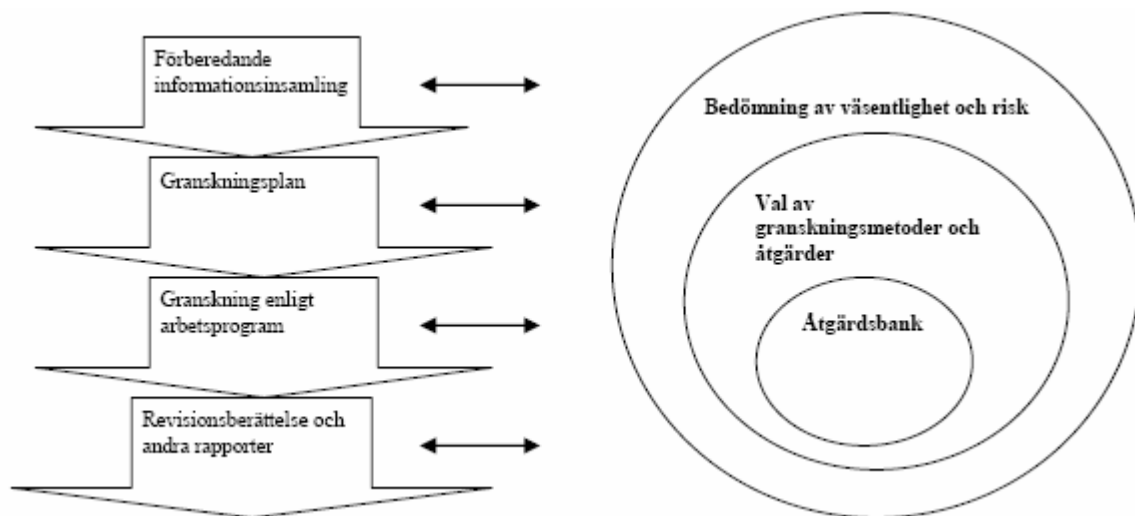 Förberedande
informationsinsamling
Granskningsplan
Granskning enligt
arbetsprogram
Revisionsberättelse och
andra rapporter
Bedömning av väsentlighet och risk
Val av
granskningsmetoder och
åtgärder
Åtgärdsbank